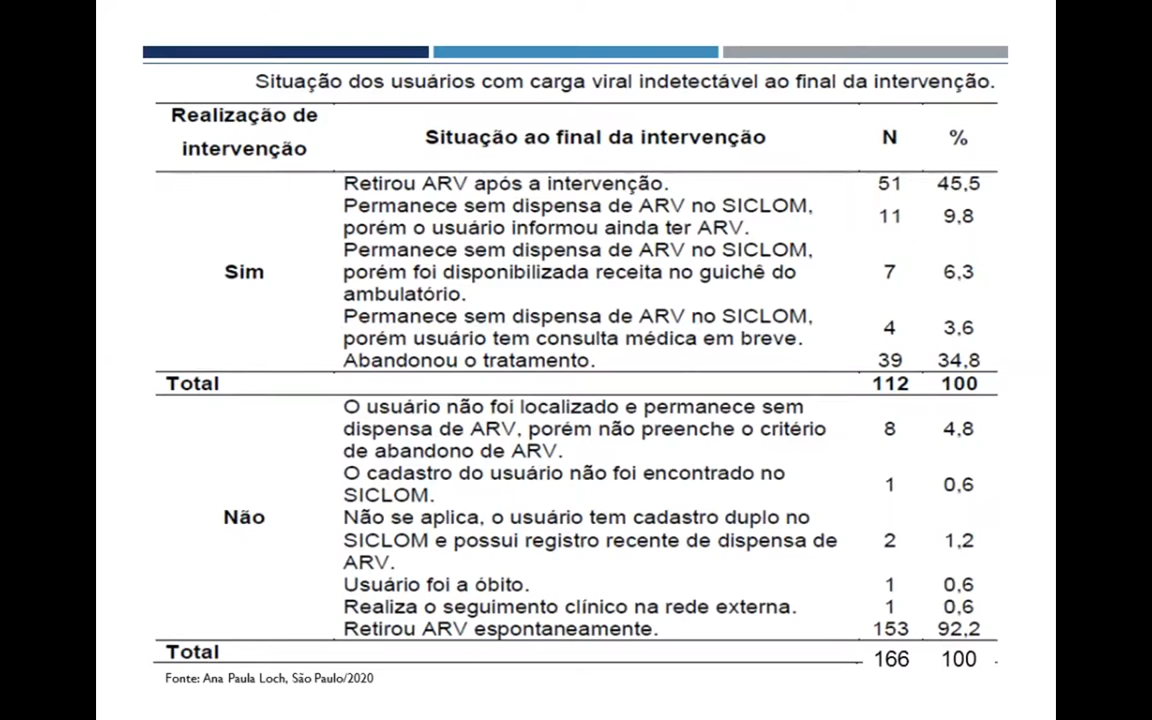 Situação dos usuários com carga viral indetectável ao final da intervenção.
Realização de
intervenção
Situação ao final da intervenção
N
%
Sim
Retirou ARV após a intervenção.
51
45,5
Permanece sem dispensa de ARV no SICLOM,
porém o usuário informou ainda ter ARV.
11
9,8
Permanece sem dispensa de ARV no SICLOM,
porém foi disponibilizada receita no guichê do
ambulatório.
7
6,3
Permanece sem dispensa de ARV no SICLOM,
porém usuário tem consulta médica em breve.
4
3,6
Abandonou o tratamento.
39
34,8
Total
112
100
Não
O usuário não foi localizado e permanece sem
dispensa de ARV, porém não preenche o critério
de abandono de ARV.
8
4,8
O cadastro do usuário não foi encontrado no
SICLOM.
1
0,6
Não se aplica, o usuário tem cadastro duplo no
SICLOM e possui registro recente de dispensa de
ARV.
2
1,2
Usuário foi a óbito.
1
0,6
Realiza o seguimento clínico na rede externa.
1
0,6
Retirou ARV espontaneamente.
153
92,2
Total
166
100
Fonte: Ana Paula Loch, São Paulo/2020